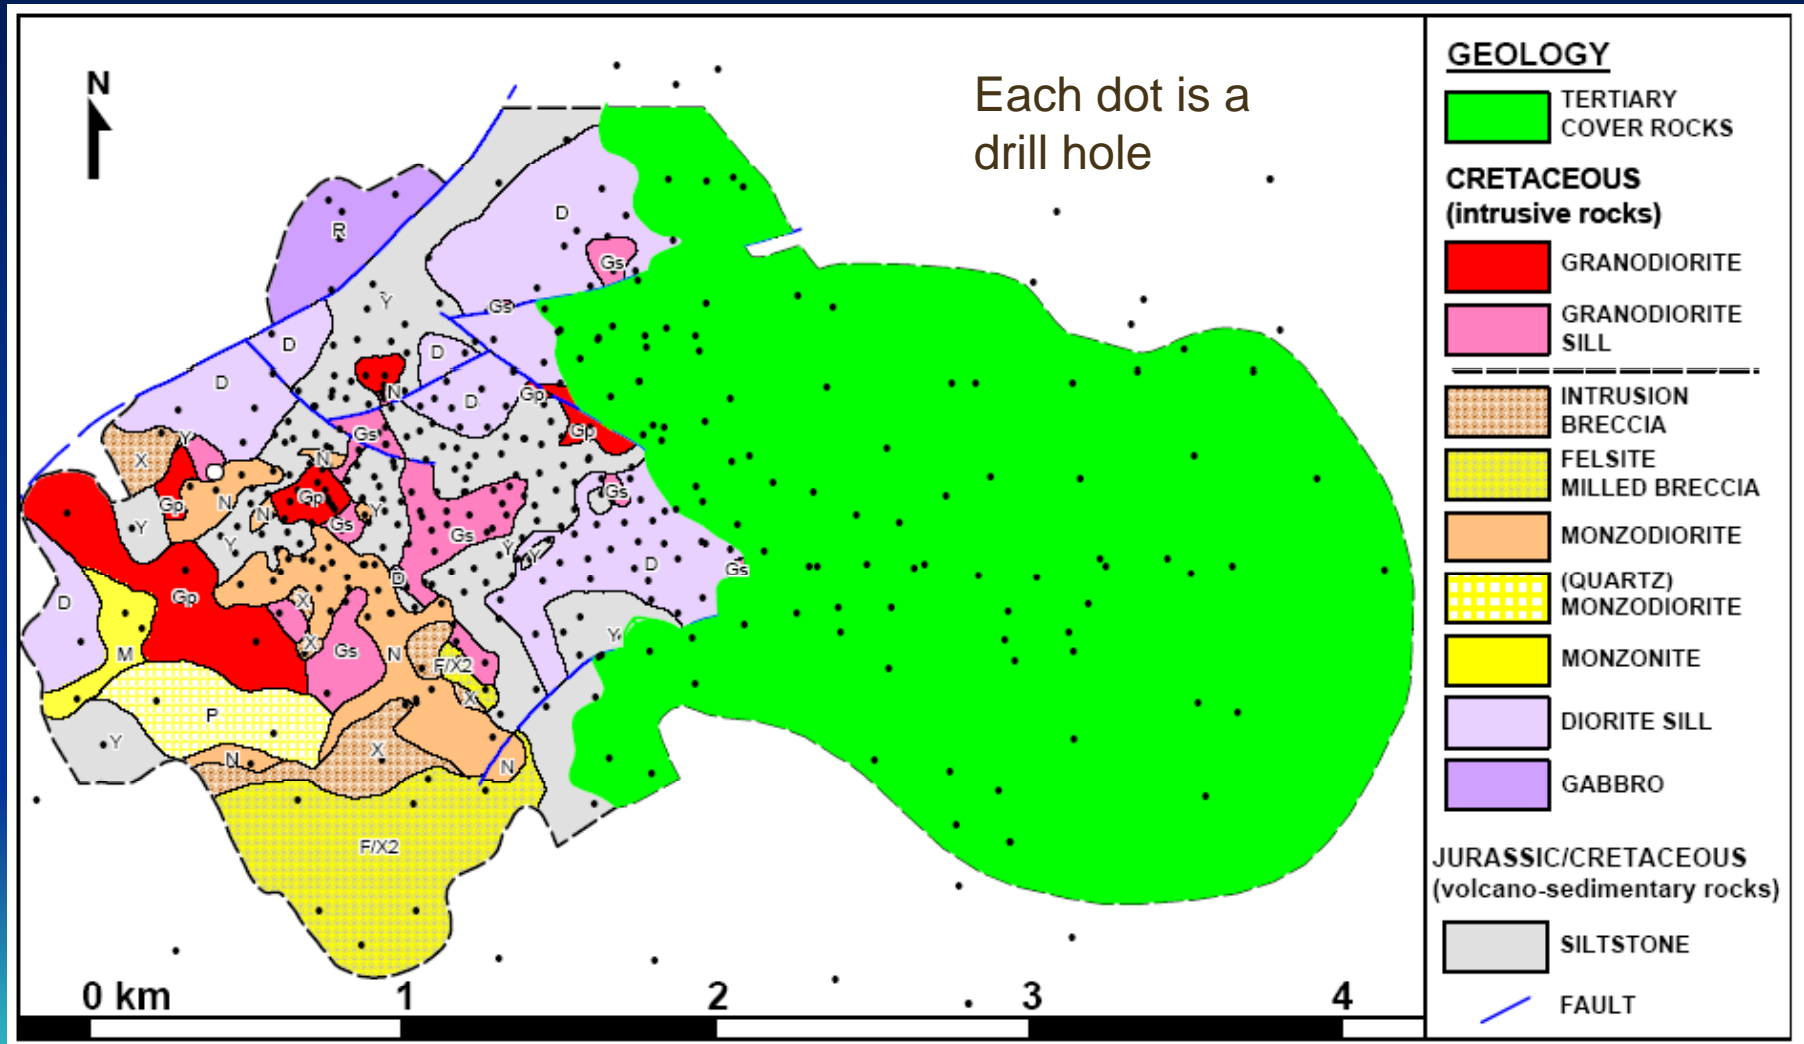 N
Each dot is a
drill hole
R
D
Gs
Y
Gs
D
D
D
N
D
Gp
Gs
Gp
Y
X
N
Gp
N
Gp
N
Y
Gs
Gs
Y
Y
Gs
Y
Y
D
Gs
D
D
Gp
X
X
Gs
M
N
F/X2
Y
X
P
Y
N
X
N
F/X2
0 km
1
2
3
4
GEOLOGY
TERTIARY
COVER ROCKS
CRETACEOUS
(intrusive rocks)
GRANODIORITE
GRANODIORITE
SILL
INTRUSION
BRECCIA
FELSITE
MILLED BRECCIA
MONZODIORITE
(QUARTZ)
MONZODIORITE
MONZONITE
DIORITE SILL
GABBRO
JURASSIC/CRETACEOUS
(volcano-sedimentary rocks)
SILTSTONE
FAULT